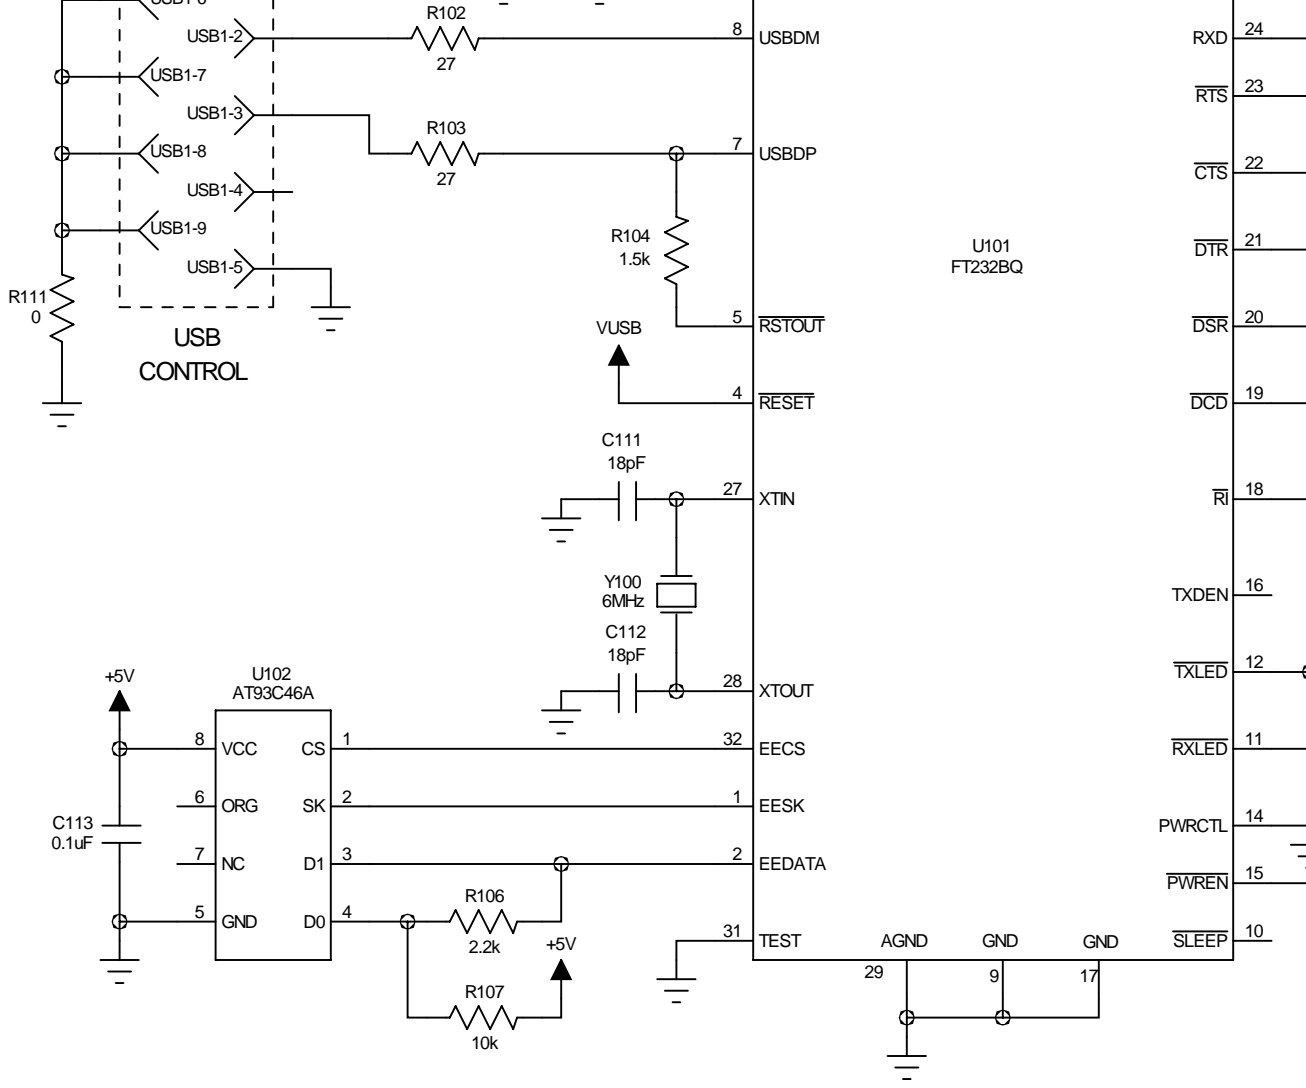 R102
USB1-2
27
8
USBDM
USB1-7
USB1-3
R103
27
7
USBDP
USB1-8
USB1-4
USB1-9
USB1-5
R104
1.5k
R111
0
USB
CONTROL
5
RSTOUT
VUSB
4
RESET
U101
FT232BQ
C111
18pF
27
XTIN
Y100
6MHz
C112
18pF
28
XTOUT
+5V
U102
AT93C46A
8
VCC
CS
1
32
EECS
6
ORG
SK
2
1
EESK
C113
0.1uF
7
NC
D1
3
2
EEDATA
5
GND
D0
4
R106
2.2k
+5V
R107
10k
31
TEST
AGND
GND
GND
29
9
17
RXD
24
RTS
23
CTS
22
DTR
21
DSR
20
DCD
19
RI
18
TXDEN
16
TXLED
12
RXLED
11
PWRCTL
14
PWREN
15
SLEEP
10